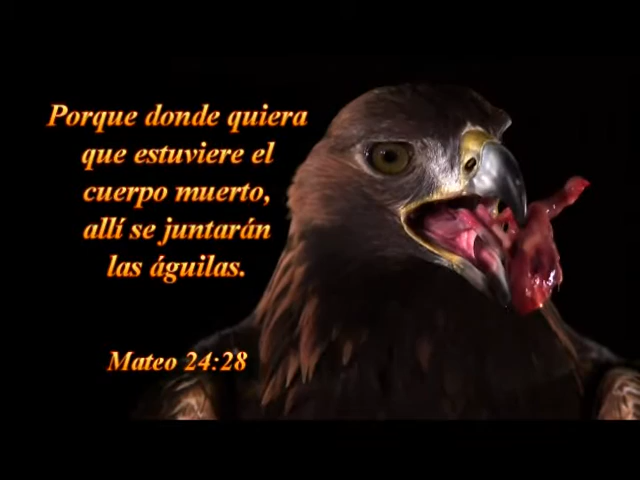 Porque donde quiera
que estuviere el
cuerpo muerto,
allí se juntarán
las águilas.
Mateo 24:28